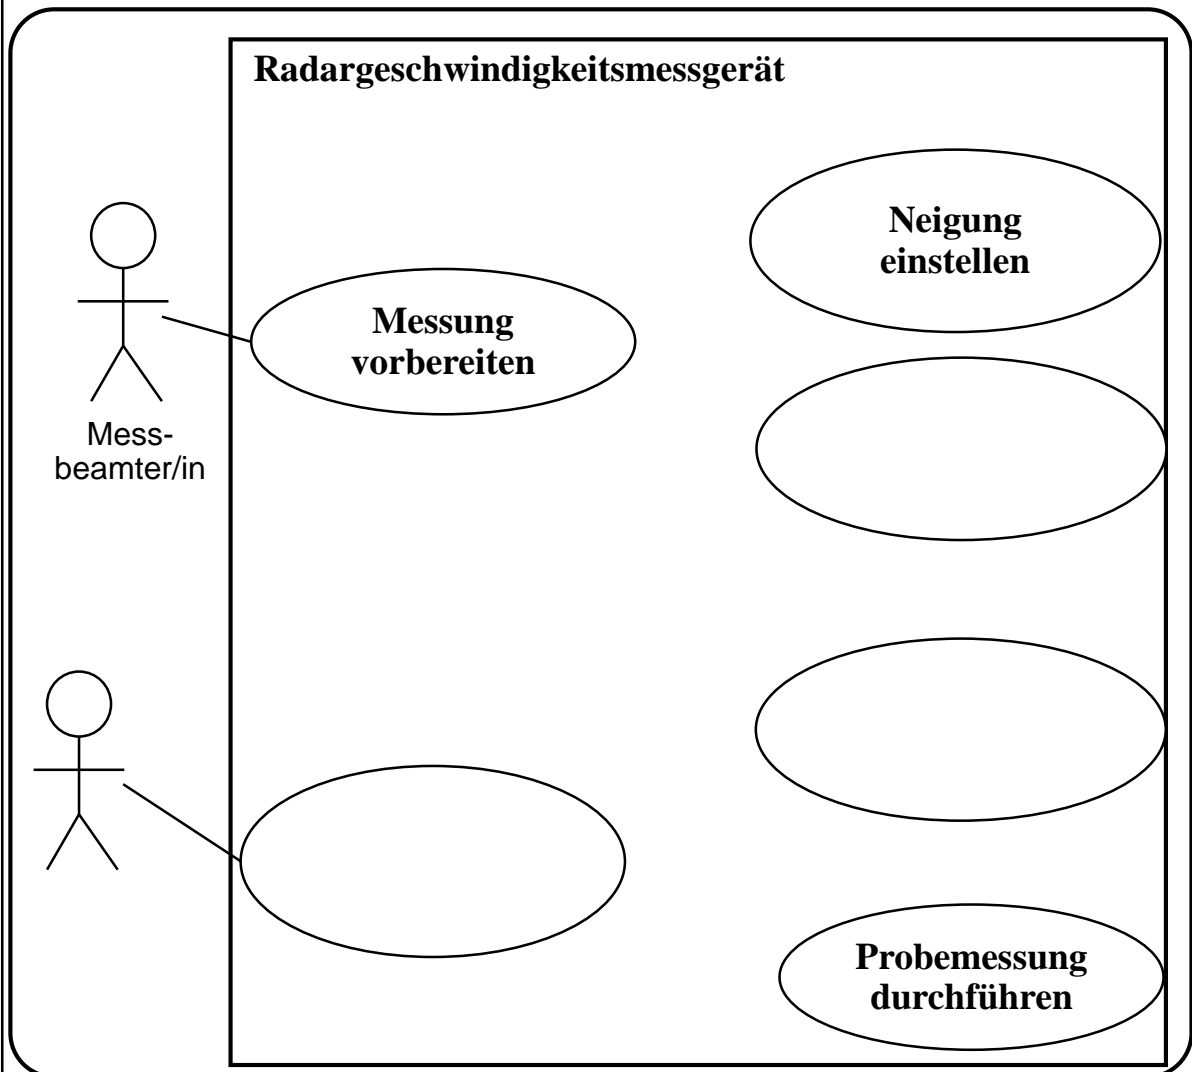 Radargeschwindigkeitsmessgerät
Neigung
einstellen
Messung
vorbereiten
Mess-
beamter/in
Probemessung
durchführen